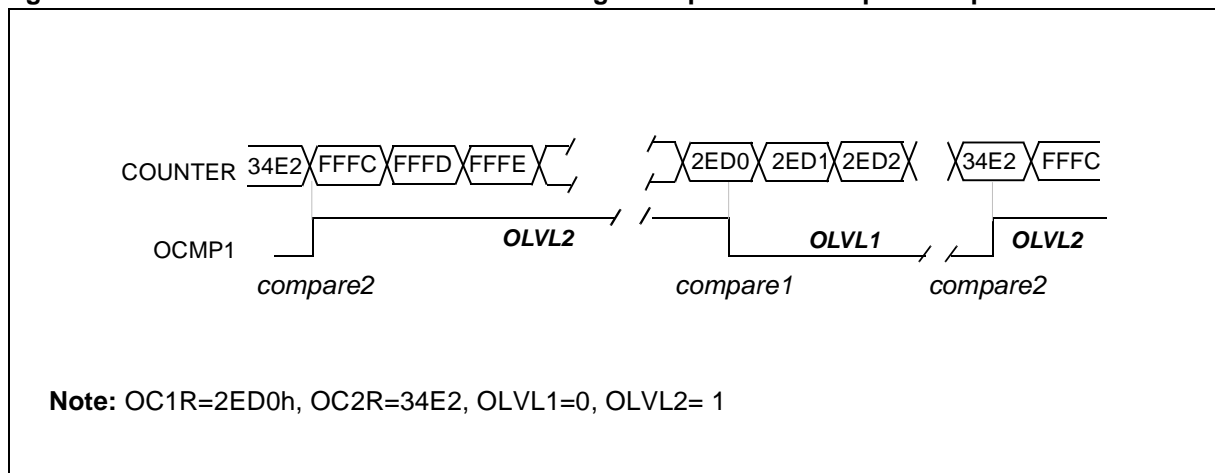 COUNTER 34E2 FFFC FFFD FFFE 2ED0 2ED1 2ED2 34E2 FFFC
OCMP1 OLVL2 OLVL1 OLVL2
compare2 compare1 compare2
Note: OC1R=2ED0h, OC2R=34E2, OLVL1=0, OLVL2= 1